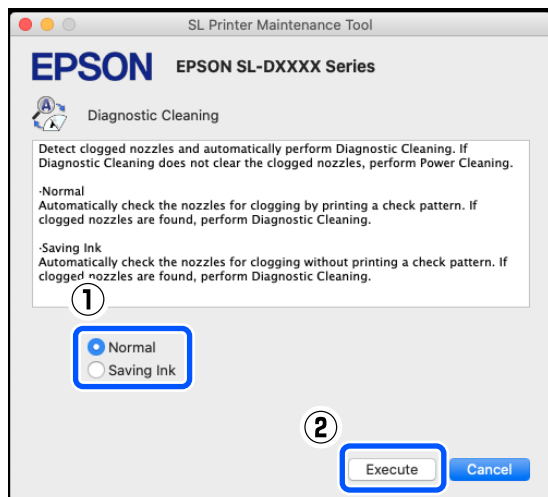 SL Printer Maintenance Tool
EPSON EPSON SL-DXXXX Series
A
Diagnostic Cleaning
Detect clogged nozzles and automatically perform Diagnostic Cleaning. If
Diagnostic Cleaning does not clear the clogged nozzles, perform Power Cleaning.
·Normal
Automatically check the nozzles for clogging by printing a check pattern. If
clogged nozzles are found, perform Diagnostic Cleaning.
·Saving Ink
Automatically check the nozzles for clogging without printing a check pattern. If
clogged nozzles are found, perform Diagnostic Cleaning.
①
Normal
Saving Ink
②
Execute Cancel